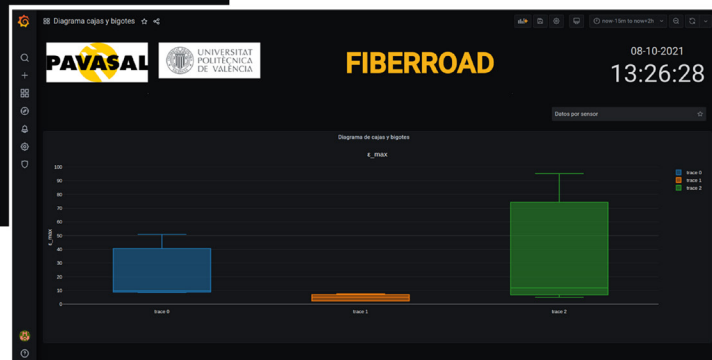 Diagrama cajas y bigotes
now-15m to now+2h
PAVASAL
UNIVERSITAT
POLITÈCNICA
DE VALÈNCIA
FIBERROAD
08-10-2021
13:26:28
Datos por sensor
Diagrama de cajas y bigotes
ε_max
100
90
80
70
60
50
40
30
20
10
0
ε_max
trace 0
trace 1
trace 2
trace 0
trace 1
trace 2